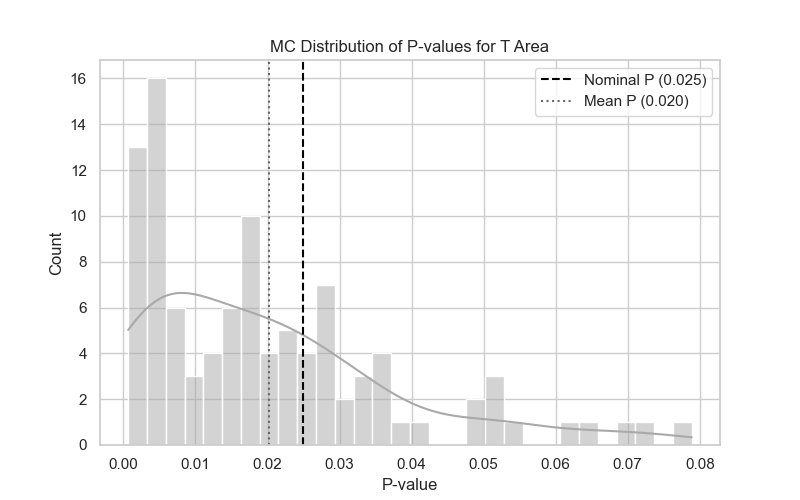 MC Distribution of P-values for T Area
Nominal P (0.025)
Mean P (0.020)
16
14
12
10
8
6
4
2
0
Count
0.00 0.01 0.02 0.03 0.04 0.05 0.06 0.07 0.08
P-value